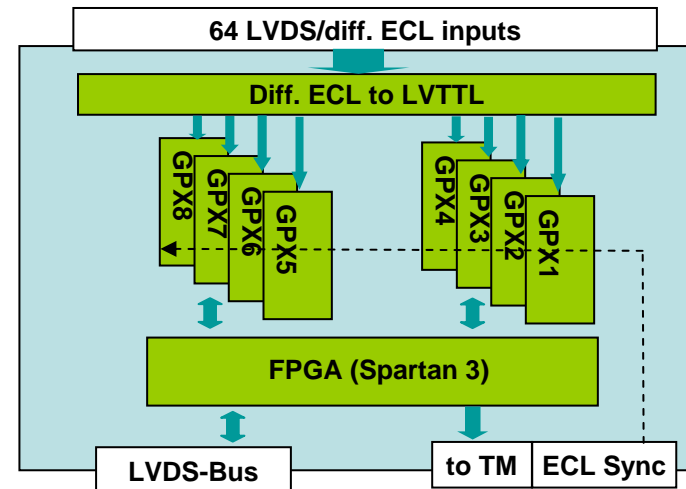 64 LVDS/diff. ECL inputs
Diff. ECL to LVTTL
GPX8
GPX7
GPX6
GPX5
GPX4
GPX3
GPX2
GPX1
FPGA (Spartan 3)
LVDS-Bus
to TM
ECL Sync